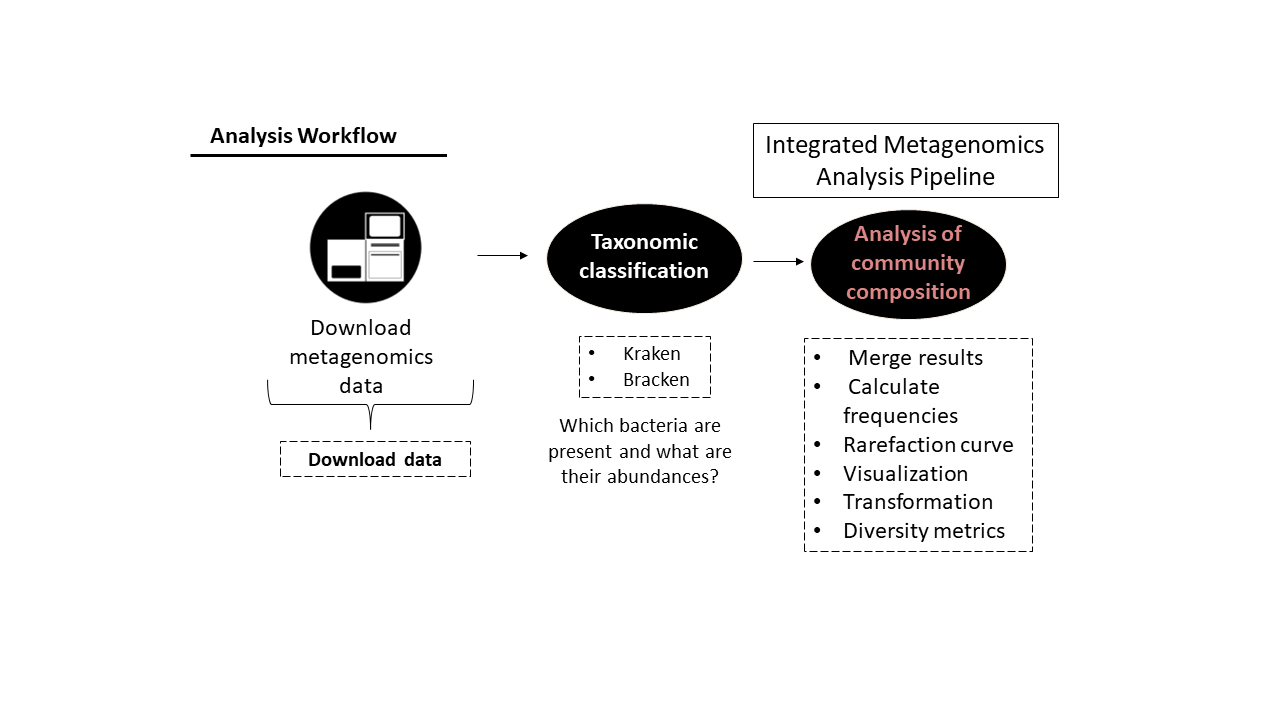 Analysis Workflow
Integrated Metagenomics
Analysis Pipeline
Download
metagenomics
data
Download data
Taxonomic
classification
• Kraken
• Bracken
Which bacteria are
present and what are
their abundances?
Analysis of
community
composition
• Merge results
• Calculate
frequencies
• Rarefaction curve
• Visualization
• Transformation
• Diversity metrics